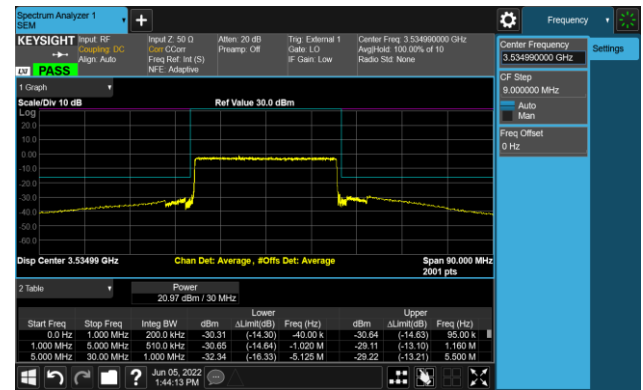 Spectrum Analyzer 1
SEM
+
Frequency
KEYSIGHT Input: RF Input Z: 50 Ω Atten: 20 dB Trig: External 1 Center Freq: 3.534990000 GHz
Coupling: DC Corr CCorr Preamp: Off Gate: LO Avg|Hold: 100.00% of 10
Align: Auto Freq Ref: Int (S) IF Gain: Low Radio Std: None
NFE: Adaptive
LXI PASS
Center Frequency
3.534990000 GHz
Settings
CF Step
9.000000 MHz
Auto
Man
Freq Offset
0 Hz
1 Graph
Scale/Div 10 dB Ref Value 30.0 dBm
Log
20.0
10.0
0.00
-10.0
-20.0
-30.0
-40.0
-50.0
-60.0
Disp Center 3.53499 GHz Chan Det: Average , #Offs Det: Average Span 90.000 MHz
2001 pts
2 Table Power
20.97 dBm / 30 MHz
Lower Upper
Start Freq Stop Freq Integ BW dBm ΔLimit(dB) Freq (Hz) dBm ΔLimit(dB) Freq (Hz)
0.0 Hz 1.000 MHz 200.0 kHz -30.31 (-14.30) -40.00 k -30.64 (-14.63) 95.00 k
1.000 MHz 5.000 MHz 510.0 kHz -30.65 (-14.64) -1.020 M -29.11 (-13.10) 1.160 M
5.000 MHz 30.00 MHz 1.000 MHz -32.34 (-16.33) -5.125 M -29.22 (-13.21) 5.500 M
?
Jun 05, 2022
1:44:13 PM